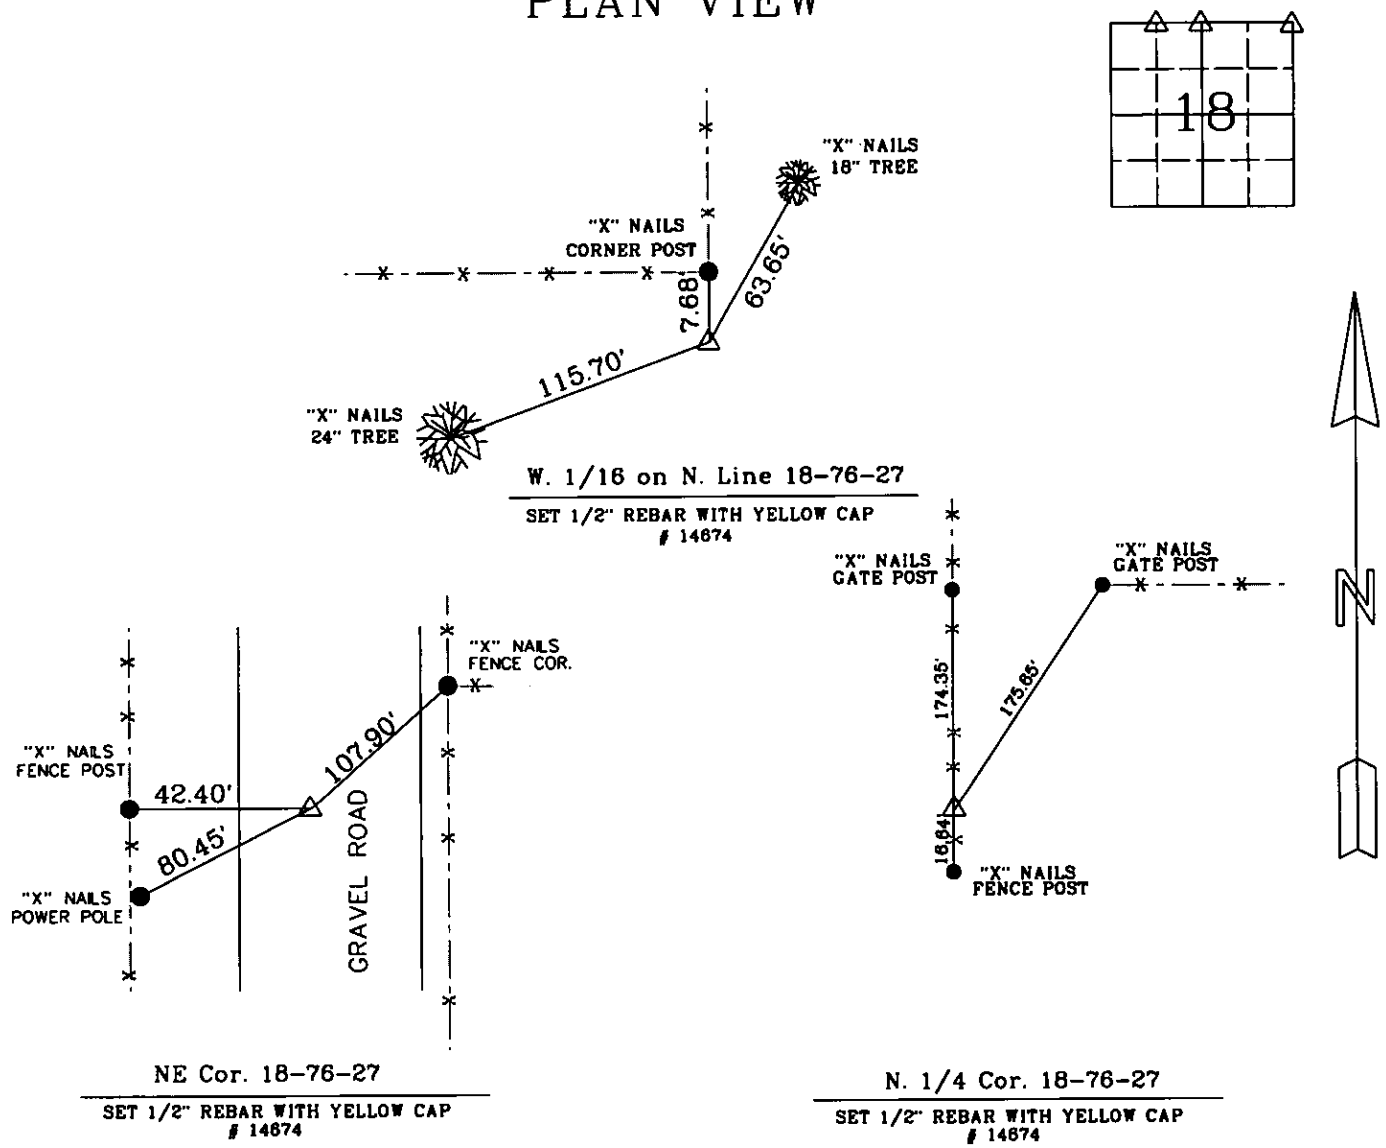 PLAN VIEW
18
"X" NAILS
18" TREE
"X" NAILS
CORNER POST
7.68'
63.65'
115.70'
"X" NAILS
24" TREE
W. 1/16 on N. Line 18-76-27
SET 1/2" REBAR WITH YELLOW CAP
# 14674
"X" NAILS
GATE POST
"X" NAILS
GATE POST
N
174.35'
175.65'
16.64'
"X" NAILS
FENCE POST
"X" NAILS
FENCE COR.
"X" NAILS
FENCE POST
42.40'
107.90'
80.45'
GRAVEL ROAD
"X" NAILS
POWER POLE
NE Cor. 18-76-27
SET 1/2" REBAR WITH YELLOW CAP
# 14674
N. 1/4 Cor. 18-76-27
SET 1/2" REBAR WITH YELLOW CAP
# 14674